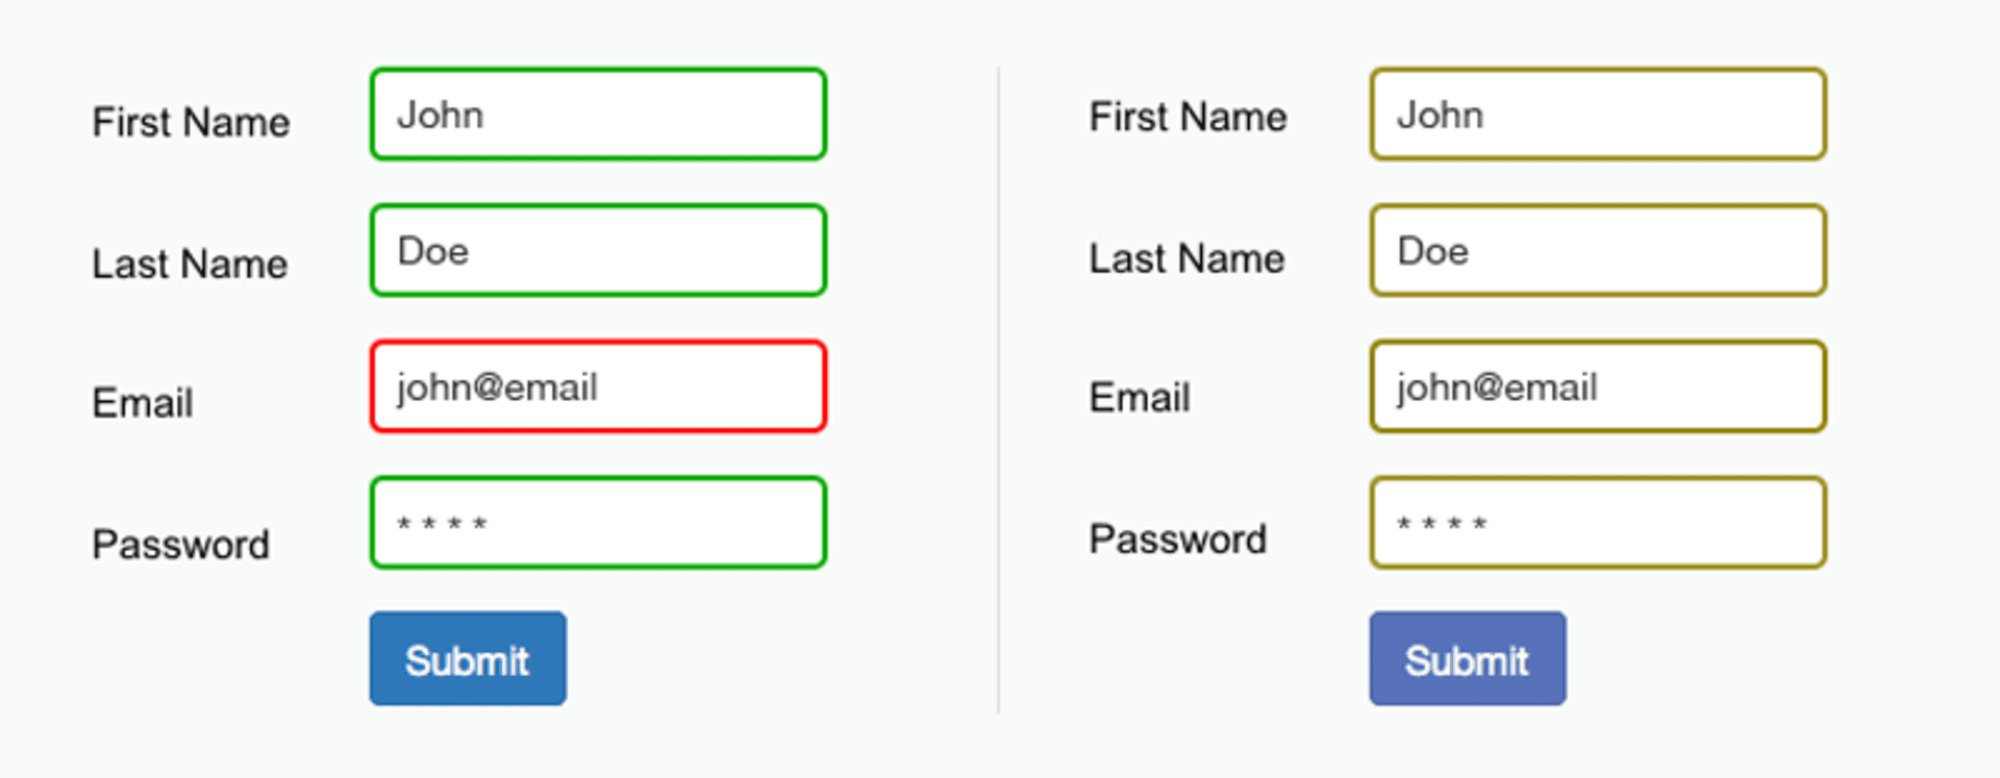 First Name John
Last Name Doe
Email john@email
Password * * * *
Submit
First Name John
Last Name Doe
Email john@email
Password * * * *
Submit